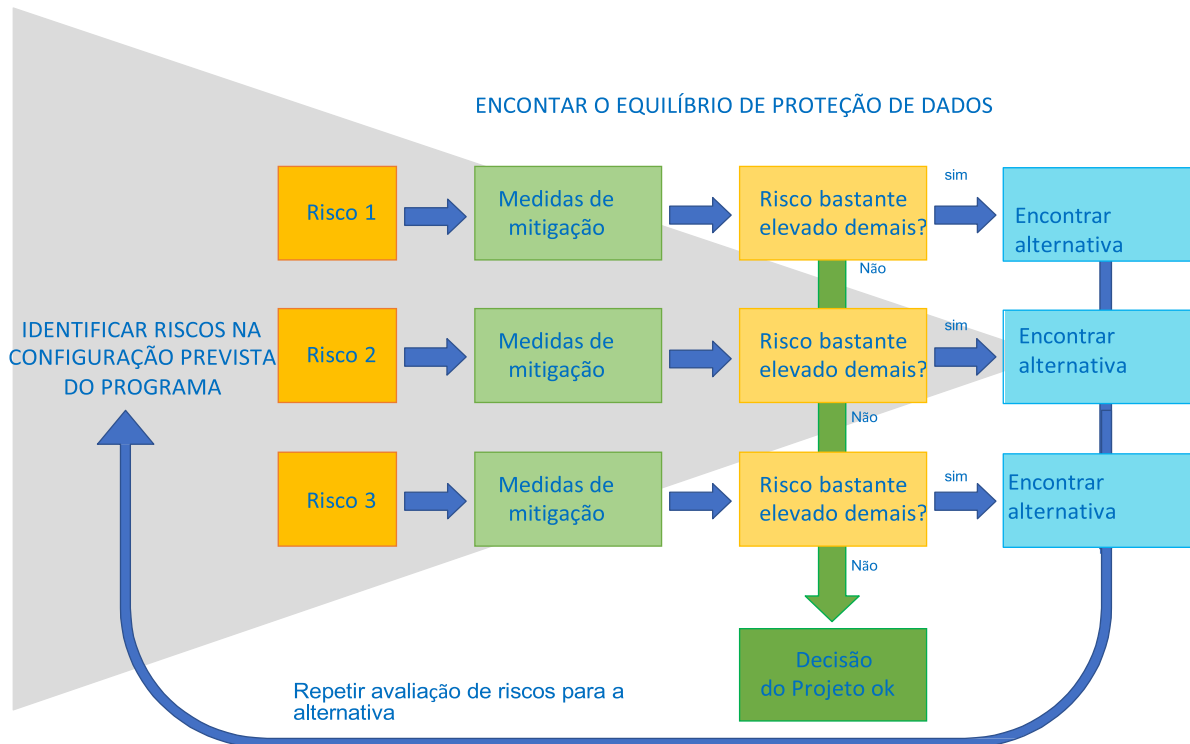 ENCONTAR O EQUILÍBRIO DE PROTEÇÃO DE DADOS
Risco 1
Medidas de
mitigação
Risco bastante
elevado demais?
sim
Encontrar
alternativa
Não
IDENTIFICAR RISCOS NA
CONFIGURAÇÃO PREVISTA
DO PROGRAMA
Risco 2
Medidas de
mitigação
Risco bastante
elevado demais?
sim
Encontrar
alternativa
Não
Risco 3
Medidas de
mitigação
Risco bastante
elevado demais?
sim
Encontrar
alternativa
Não
Decisão
do Projeto ok
Repetir avaliação de riscos para a
alternativa